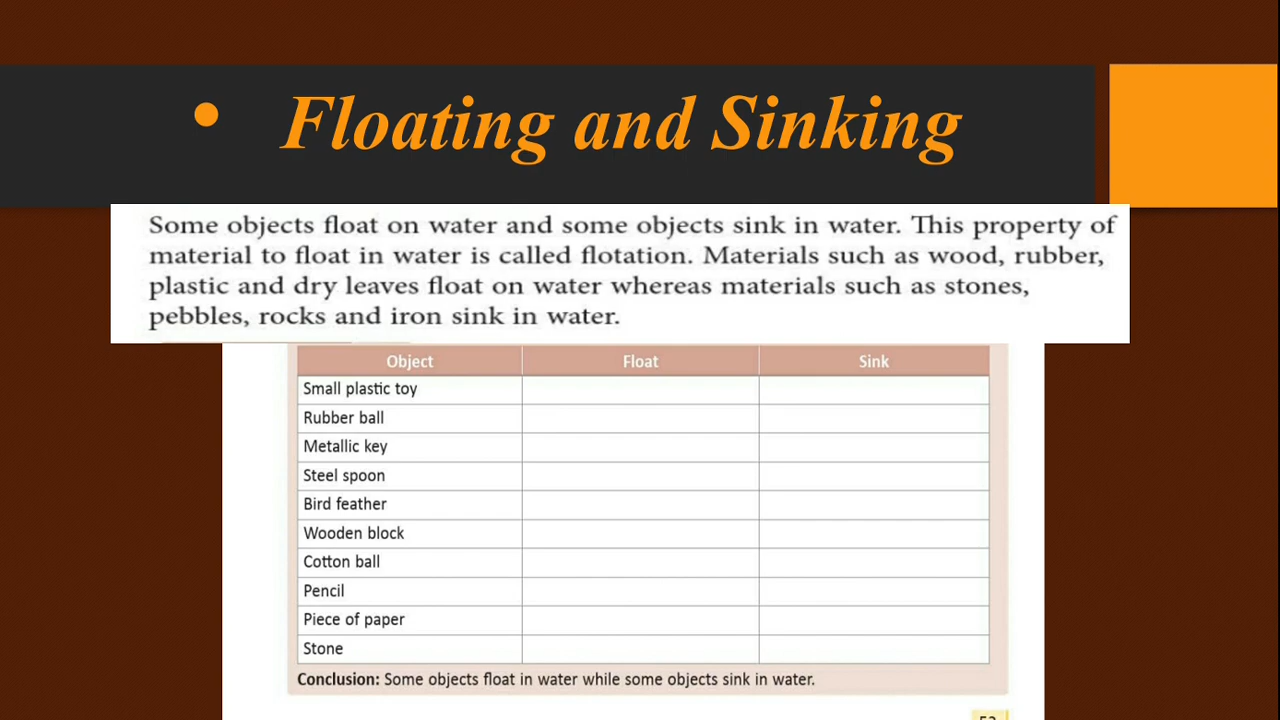 • Floating and Sinking
Some objects float on water and some objects sink in water. This property of
material to float in water is called flotation. Materials such as wood, rubber,
plastic and dry leaves float on water whereas materials such as stones,
pebbles, rocks and iron sink in water.
Object Float Sink
Small plastic toy
Rubber ball
Metallic key
Steel spoon
Bird feather
Wooden block
Cotton ball
Pencil
Piece of paper
Stone
Conclusion: Some objects float in water while some objects sink in water.